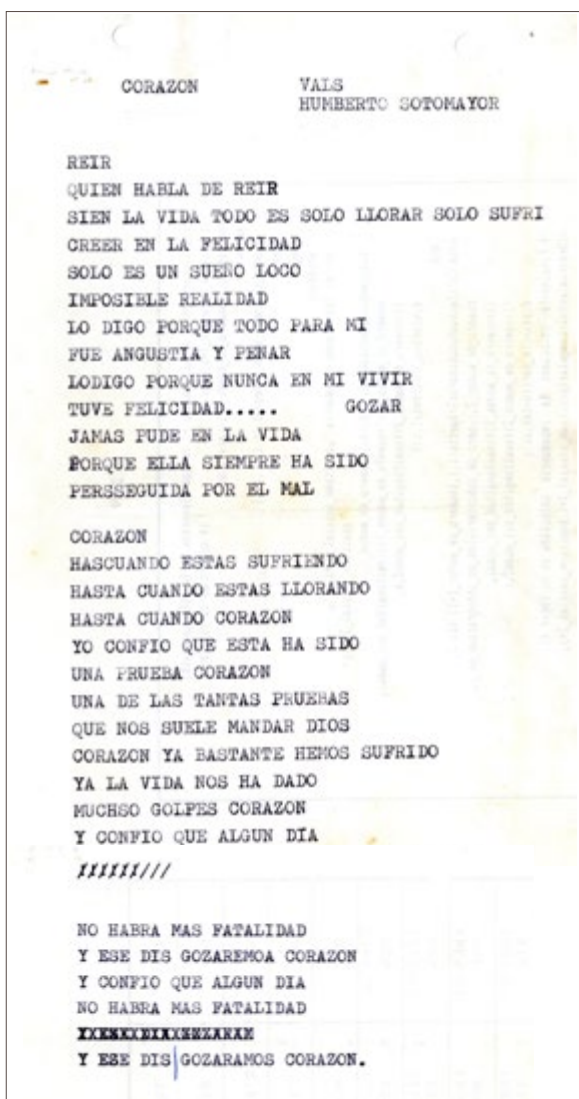 CORAZON VALS
HUMBERTO SOTOMAYOR
REIR
QUIEN HABLA DE REIR
SIEN LA VIDA TODO ES SOLO LLORAR SOLO SUFRI
CREER EN LA FELICIDAD
SOLO ES UN SUEÑO LOCO
IMPOSIBLE REALIDAD
LO DIGO PORQUE TODO PARA MI
FUE ANGUSTIA Y PENAR
LODIGO PORQUE NUNCA EN MI VIVIR
TUVE FELICIDAD..... GOZAR
JAMAS PUDE EN LA VIDA
PORQUE ELLA SIEMPRE HA SIDO
PERSSEGUIDA POR EL MAL
CORAZON
HASCUANDO ESTAS SUFRIENDO
HASTA CUANDO ESTAS LLORANDO
HASTA CUANDO CORAZON
YO CONFIO QUE ESTA HA SIDO
UNA PRUEBA CORAZON
UNA DE LAS TANTAS PRUEBAS
QUE NOS SUELE MANDAR DIOS
CORAZON YA BASTANTE HEMOS SUFRIDO
YA LA VIDA NOS HA DADO
MUCHSO GOLPES CORAZON
Y CONFIO QUE ALGUN DÍA
///
NO HABRA MAS FATALIDAD
Y ESE DIS GOZAREMOA CORAZON
Y CONFIO QUE ALGUN DIA
NO HABRA MAS FATALIDAD
Y ESE DIS GOZARAMOS CORAZON.